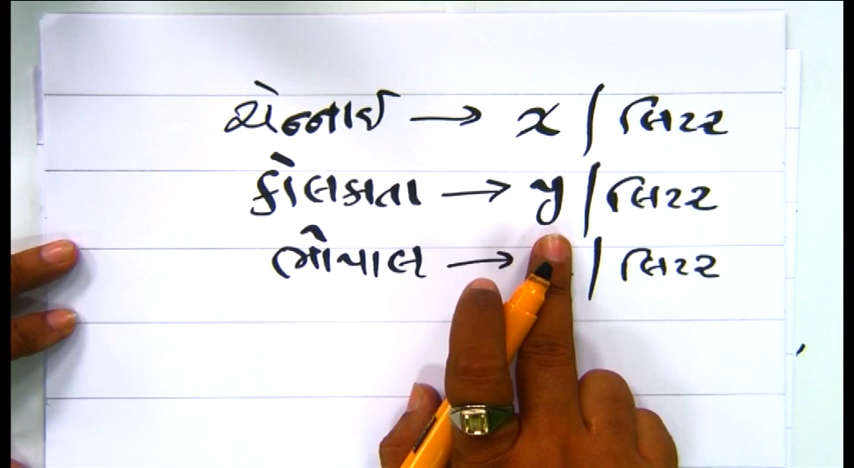 ચેન્નાઈ → x / લિટર
કોલકાતા → y / લિટર
ભોપાલ → / લિટર